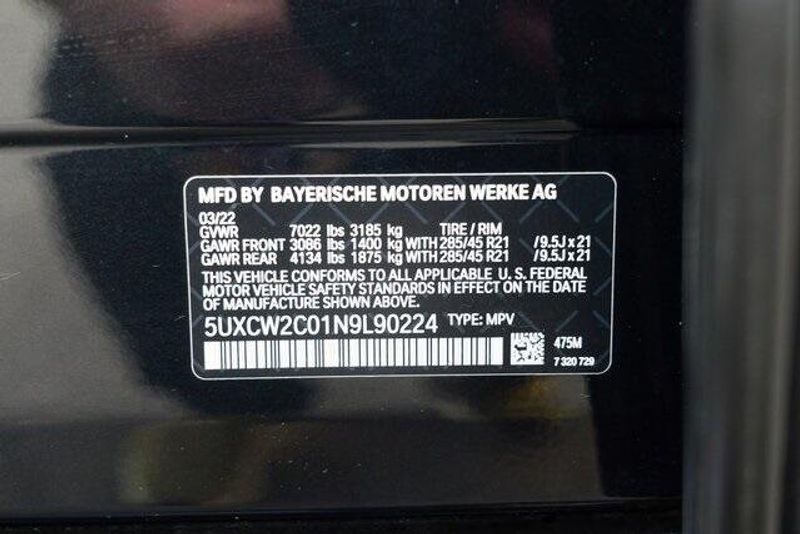 MFD BY BAYERISCHE MOTOREN WERKE AG
03/22
GVWR 7022 lbs 3185 kg TIRE / RIM
GAWR FRONT 3086 lbs 1400 kg WITH 285/45 R21 / 9.5J x 21
GAWR REAR 4134 lbs 1875 kg WITH 285/45 R21 / 9.5J x 21
THIS VEHICLE CONFORMS TO ALL APPLICABLE U. S. FEDERAL
MOTOR VEHICLE SAFETY STANDARDS IN EFFECT ON THE DATE
OF MANUFACTURE SHOWN ABOVE.
5UXCW2C01N9L90224 TYPE: MPV
475M
7 320 729